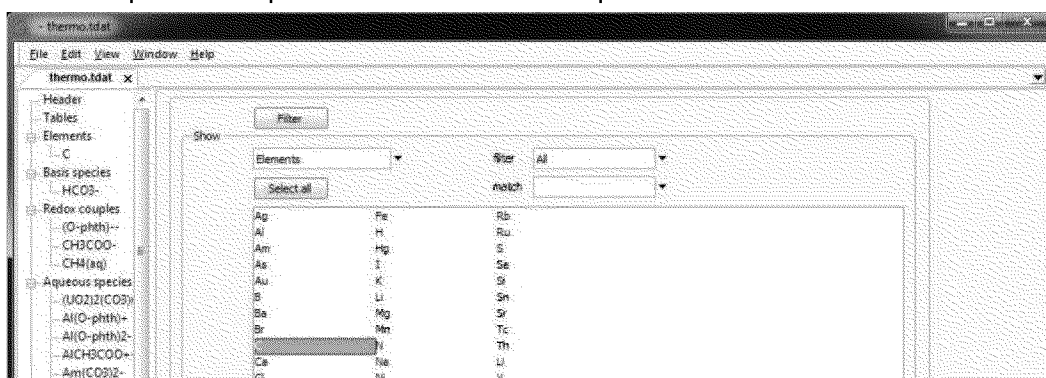 - thermo.tdat
File Edit View Window Help
thermo.tdat x
Header
Tables
Elements
C
Basis species
HCO3-
Redox couples
(O-phth)--
CH3COO-
CH4(aq)
Aqueous species
(UO2)2(CO3)
Al(O-phth)+
Al(O-phth)2-
AlCH3COO+
Am(CO3)2-
Filter
Show
Elements
filter All
Select all
match
Ag Fe Rb
Al H Ru
Am Hg S
As I Se
Au K Si
B Li Sn
Ba Mg Sr
Br Mn Tc
N Th
Ca Na U